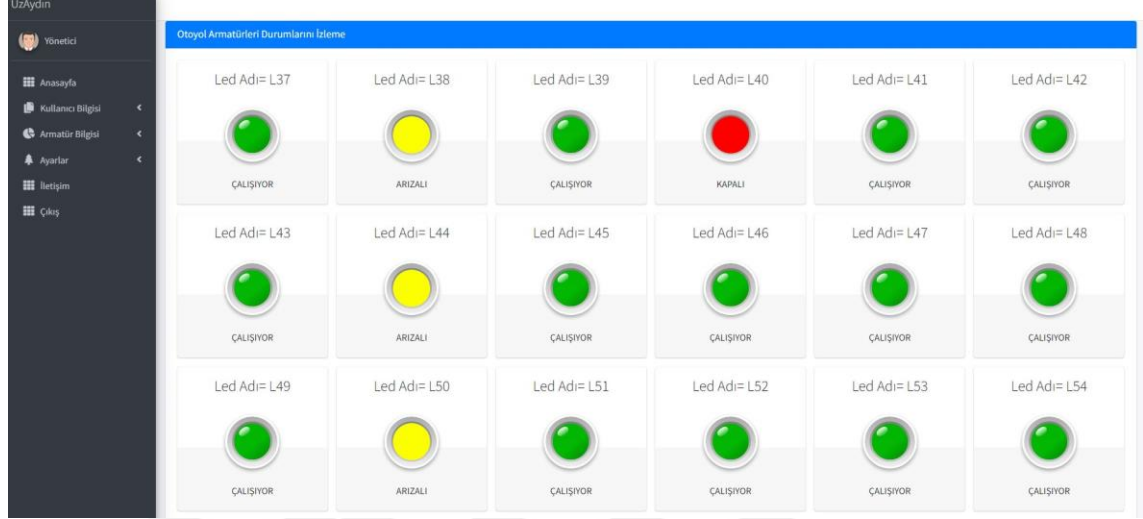 UzAydın
Yönetici
Anasayfa
Kullanıcı Bilgisi
Armatür Bilgisi
Ayarlar
İletişim
Çıkış
Otoyol Armatürleri Durumlarını İzleme
Led Adı= L37 Led Adı= L38 Led Adı= L39 Led Adı= L40 Led Adı= L41 Led Adı= L42
ÇALIŞIYOR ARIZALI ÇALIŞIYOR KAPALI ÇALIŞIYOR ÇALIŞIYOR
Led Adı= L43 Led Adı= L44 Led Adı= L45 Led Adı= L46 Led Adı= L47 Led Adı= L48
ÇALIŞIYOR ARIZALI ÇALIŞIYOR ÇALIŞIYOR ÇALIŞIYOR ÇALIŞIYOR
Led Adı= L49 Led Adı= L50 Led Adı= L51 Led Adı= L52 Led Adı= L53 Led Adı= L54
ÇALIŞIYOR ARIZALI ÇALIŞIYOR ÇALIŞIYOR ÇALIŞIYOR ÇALIŞIYOR